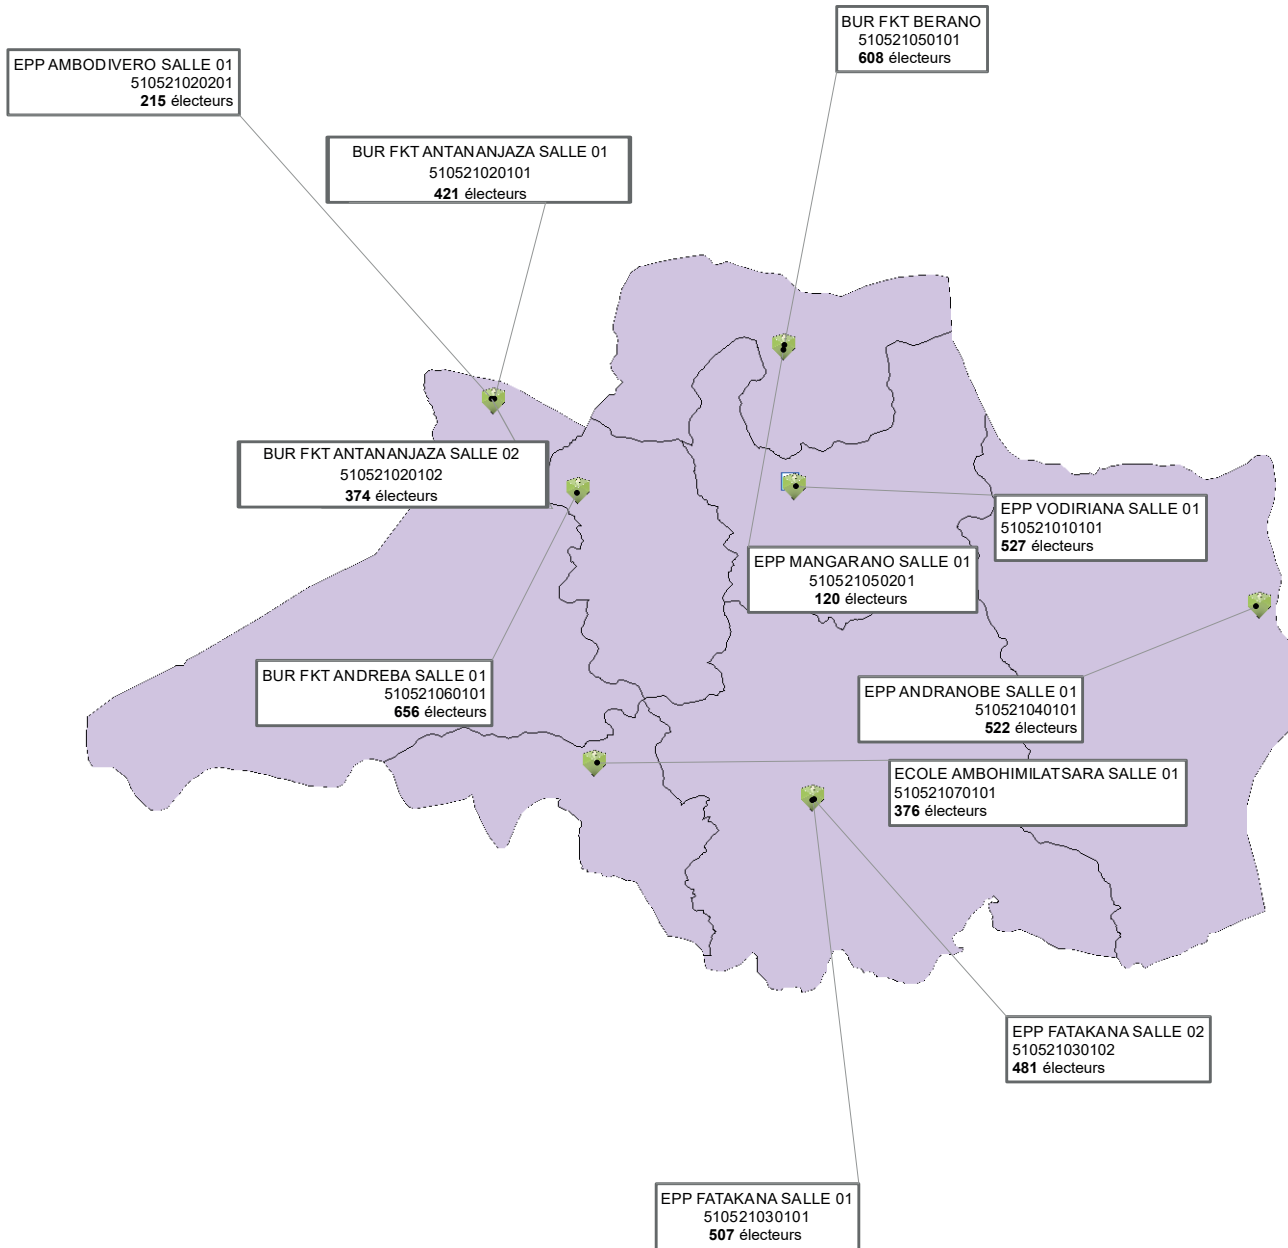 BUR FKT BERANO
510521050101
608 électeurs
EPP AMBODIVERO SALLE 01
510521020201
215 électeurs
BUR FKT ANTANANJAZA SALLE 01
510521020101
421 électeurs
BUR FKT ANTANANJAZA SALLE 02
510521020102
374 électeurs
EPP VODIRIANA SALLE 01
510521010101
527 électeurs
EPP MANGARANO SALLE 01
510521050201
120 électeurs
BUR FKT ANDREBA SALLE 01
510521060101
656 électeurs
EPP ANDRANOBE SALLE 01
510521040101
522 électeurs
ECOLE AMBOHIMILATSARA SALLE 01
510521070101
376 électeurs
EPP FATAKANA SALLE 02
510521030102
481 électeurs
EPP FATAKANA SALLE 01
510521030101
507 électeurs